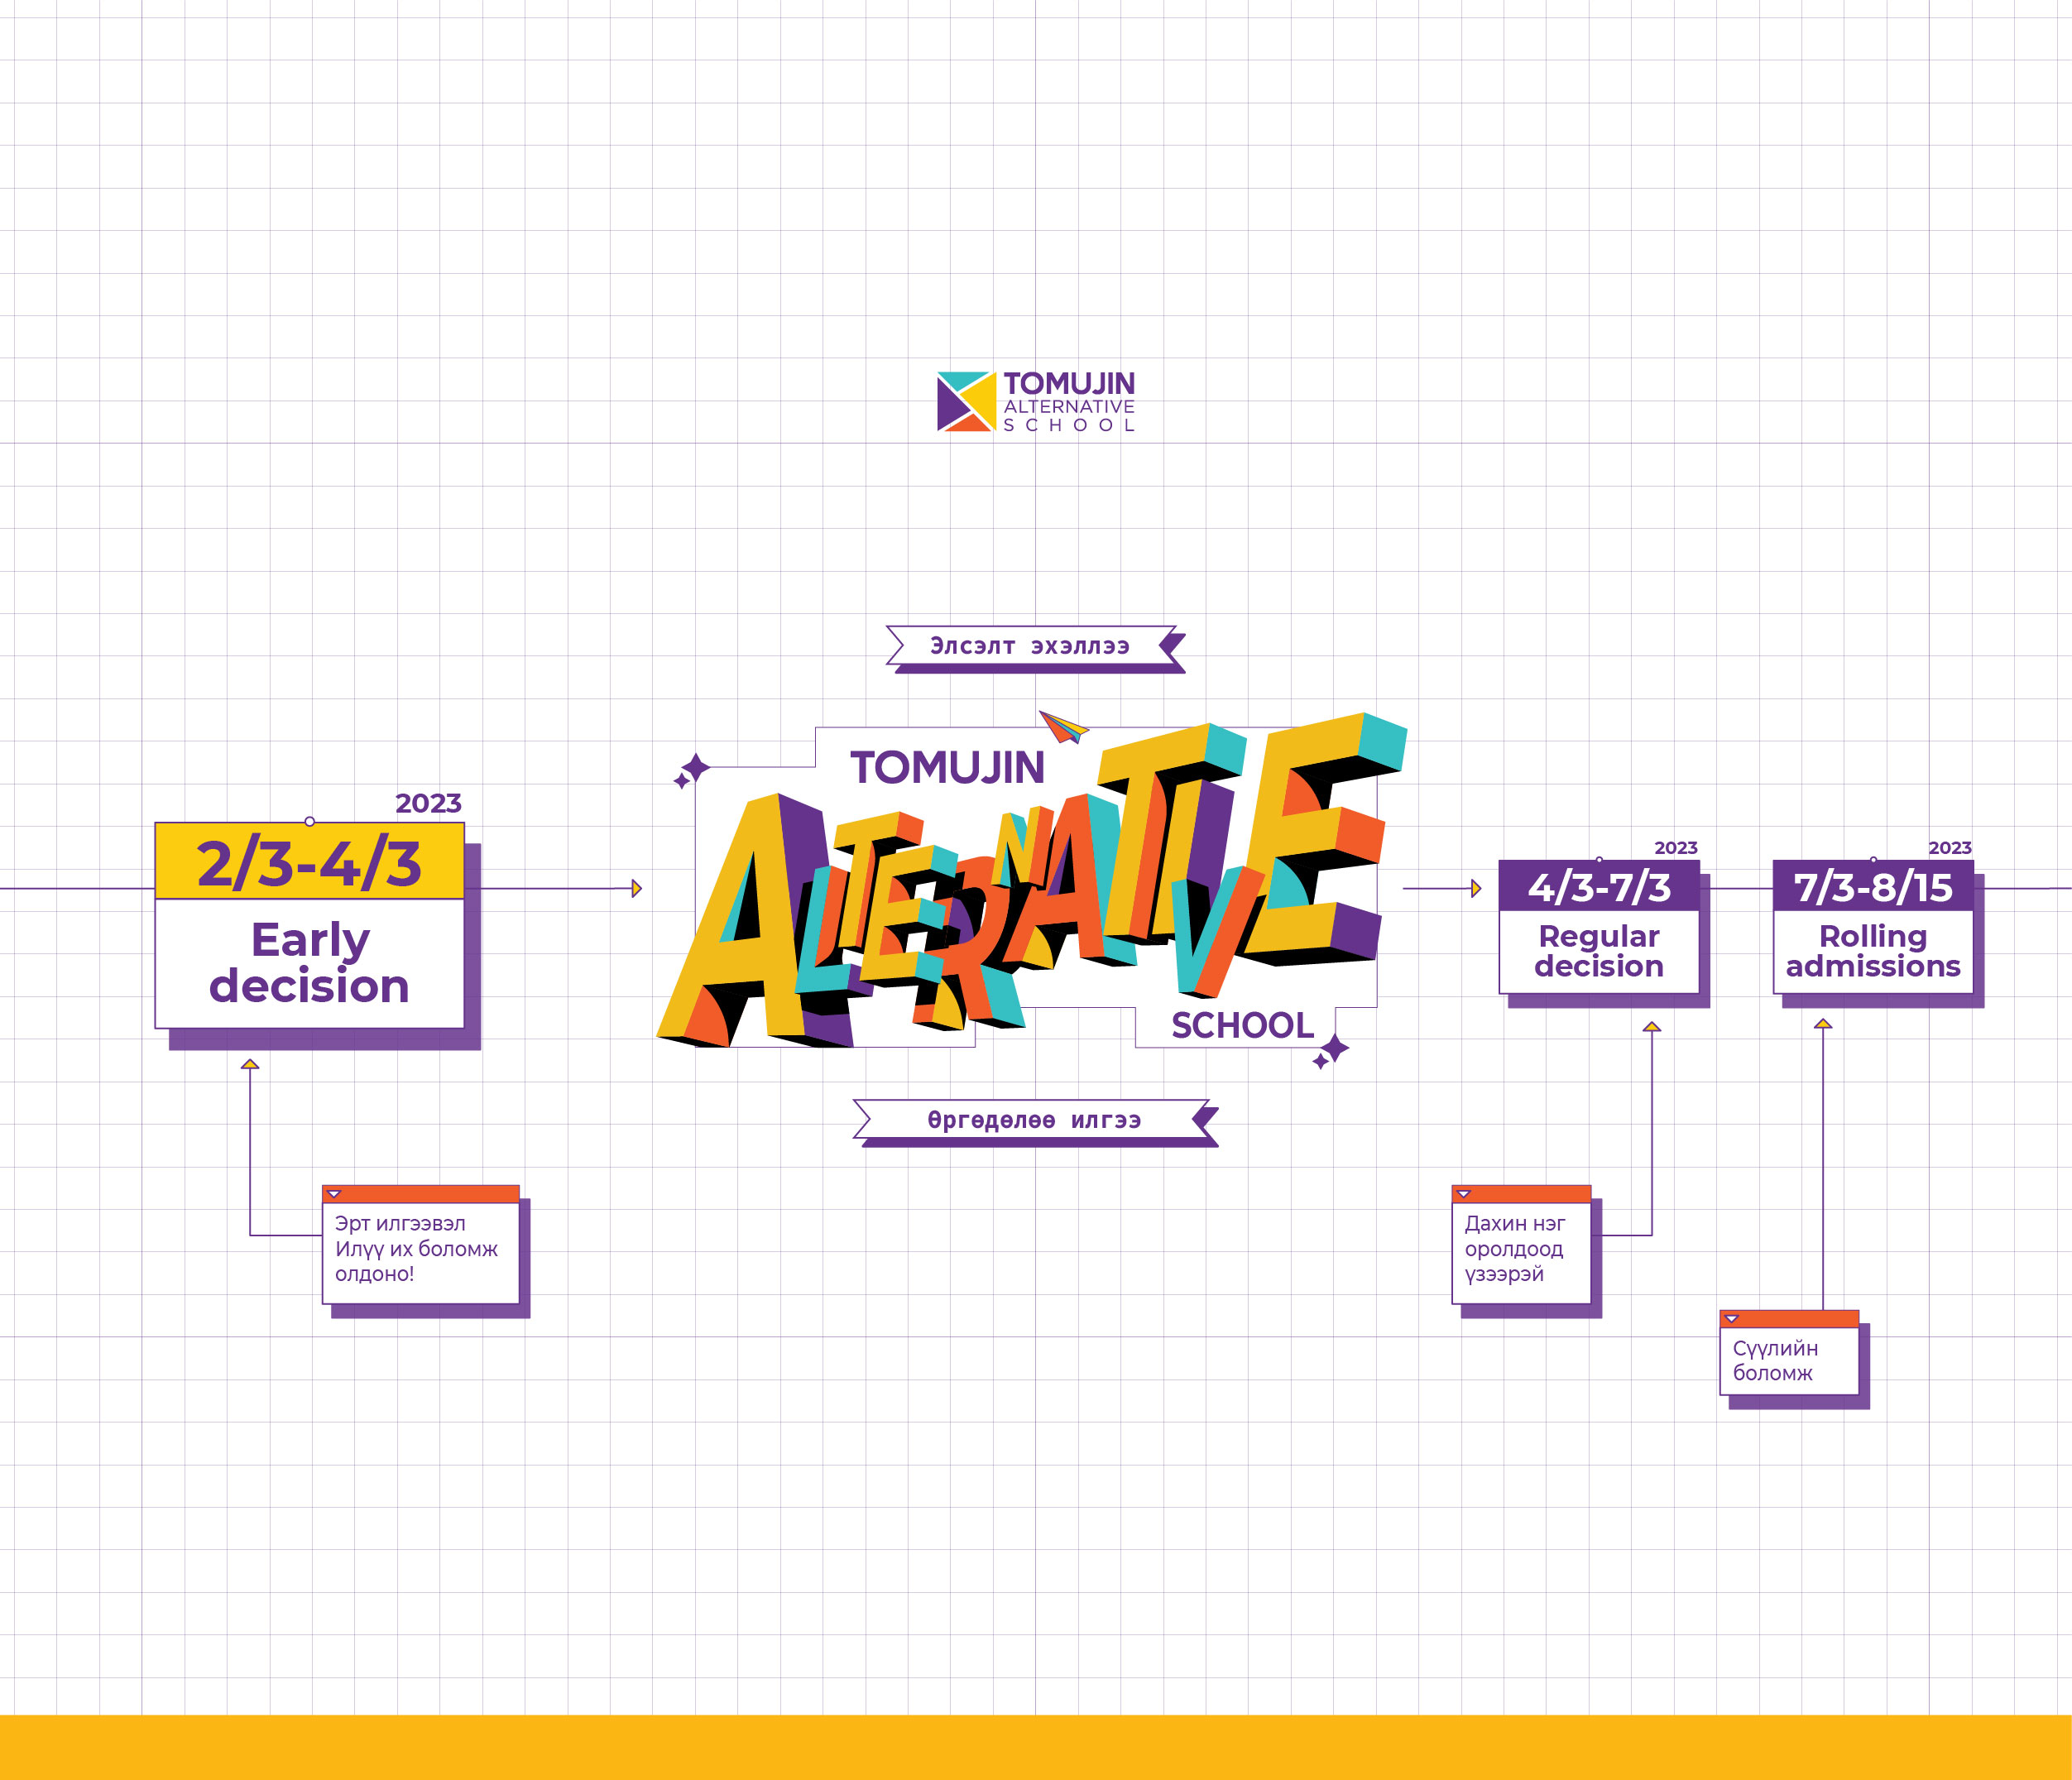 TOMUJIN
ALTERNATIVE
SCHOOL
Элсэлт эхэллээ
TOMUJIN
ALTERNATIVE
SCHOOL
Өргөдөлөө илгээ
2023
2/3-4/3
Early
decision
Эрт илгээвэл
Илүү их боломж
олдоно!
2023
4/3-7/3
Regular
decision
Дахин нэг
оролдоод
үзээрэй
2023
7/3-8/15
Rolling
admissions
Сүүлийн
боломж